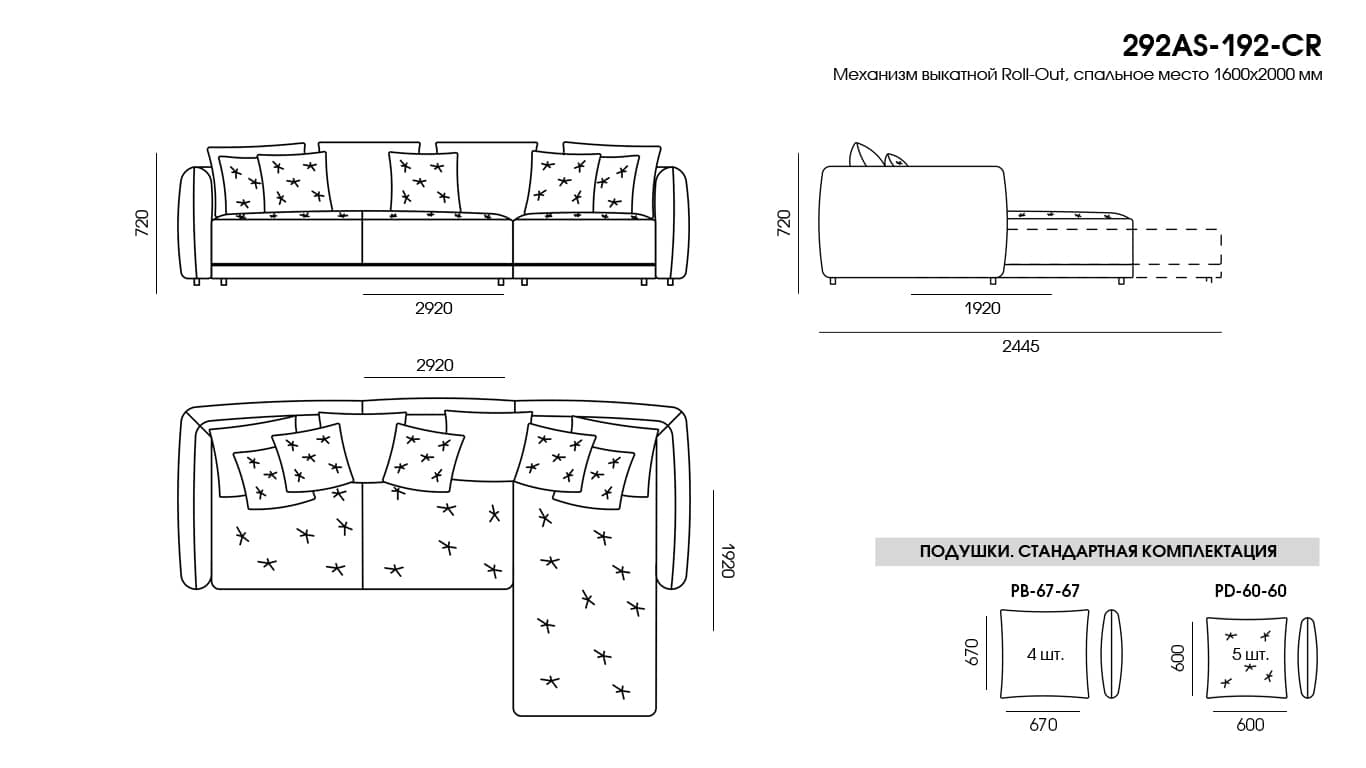 292AS-192-CR
Механизм выкатной Roll-Out, спальное место 1600x2000 мм
720
2920
720
1920
2445
2920
1920
ПОДУШКИ. СТАНДАРТНАЯ КОМПЛЕКТАЦИЯ
PB-67-67
PD-60-60
670
4 шт.
600
5 шт.
670
600